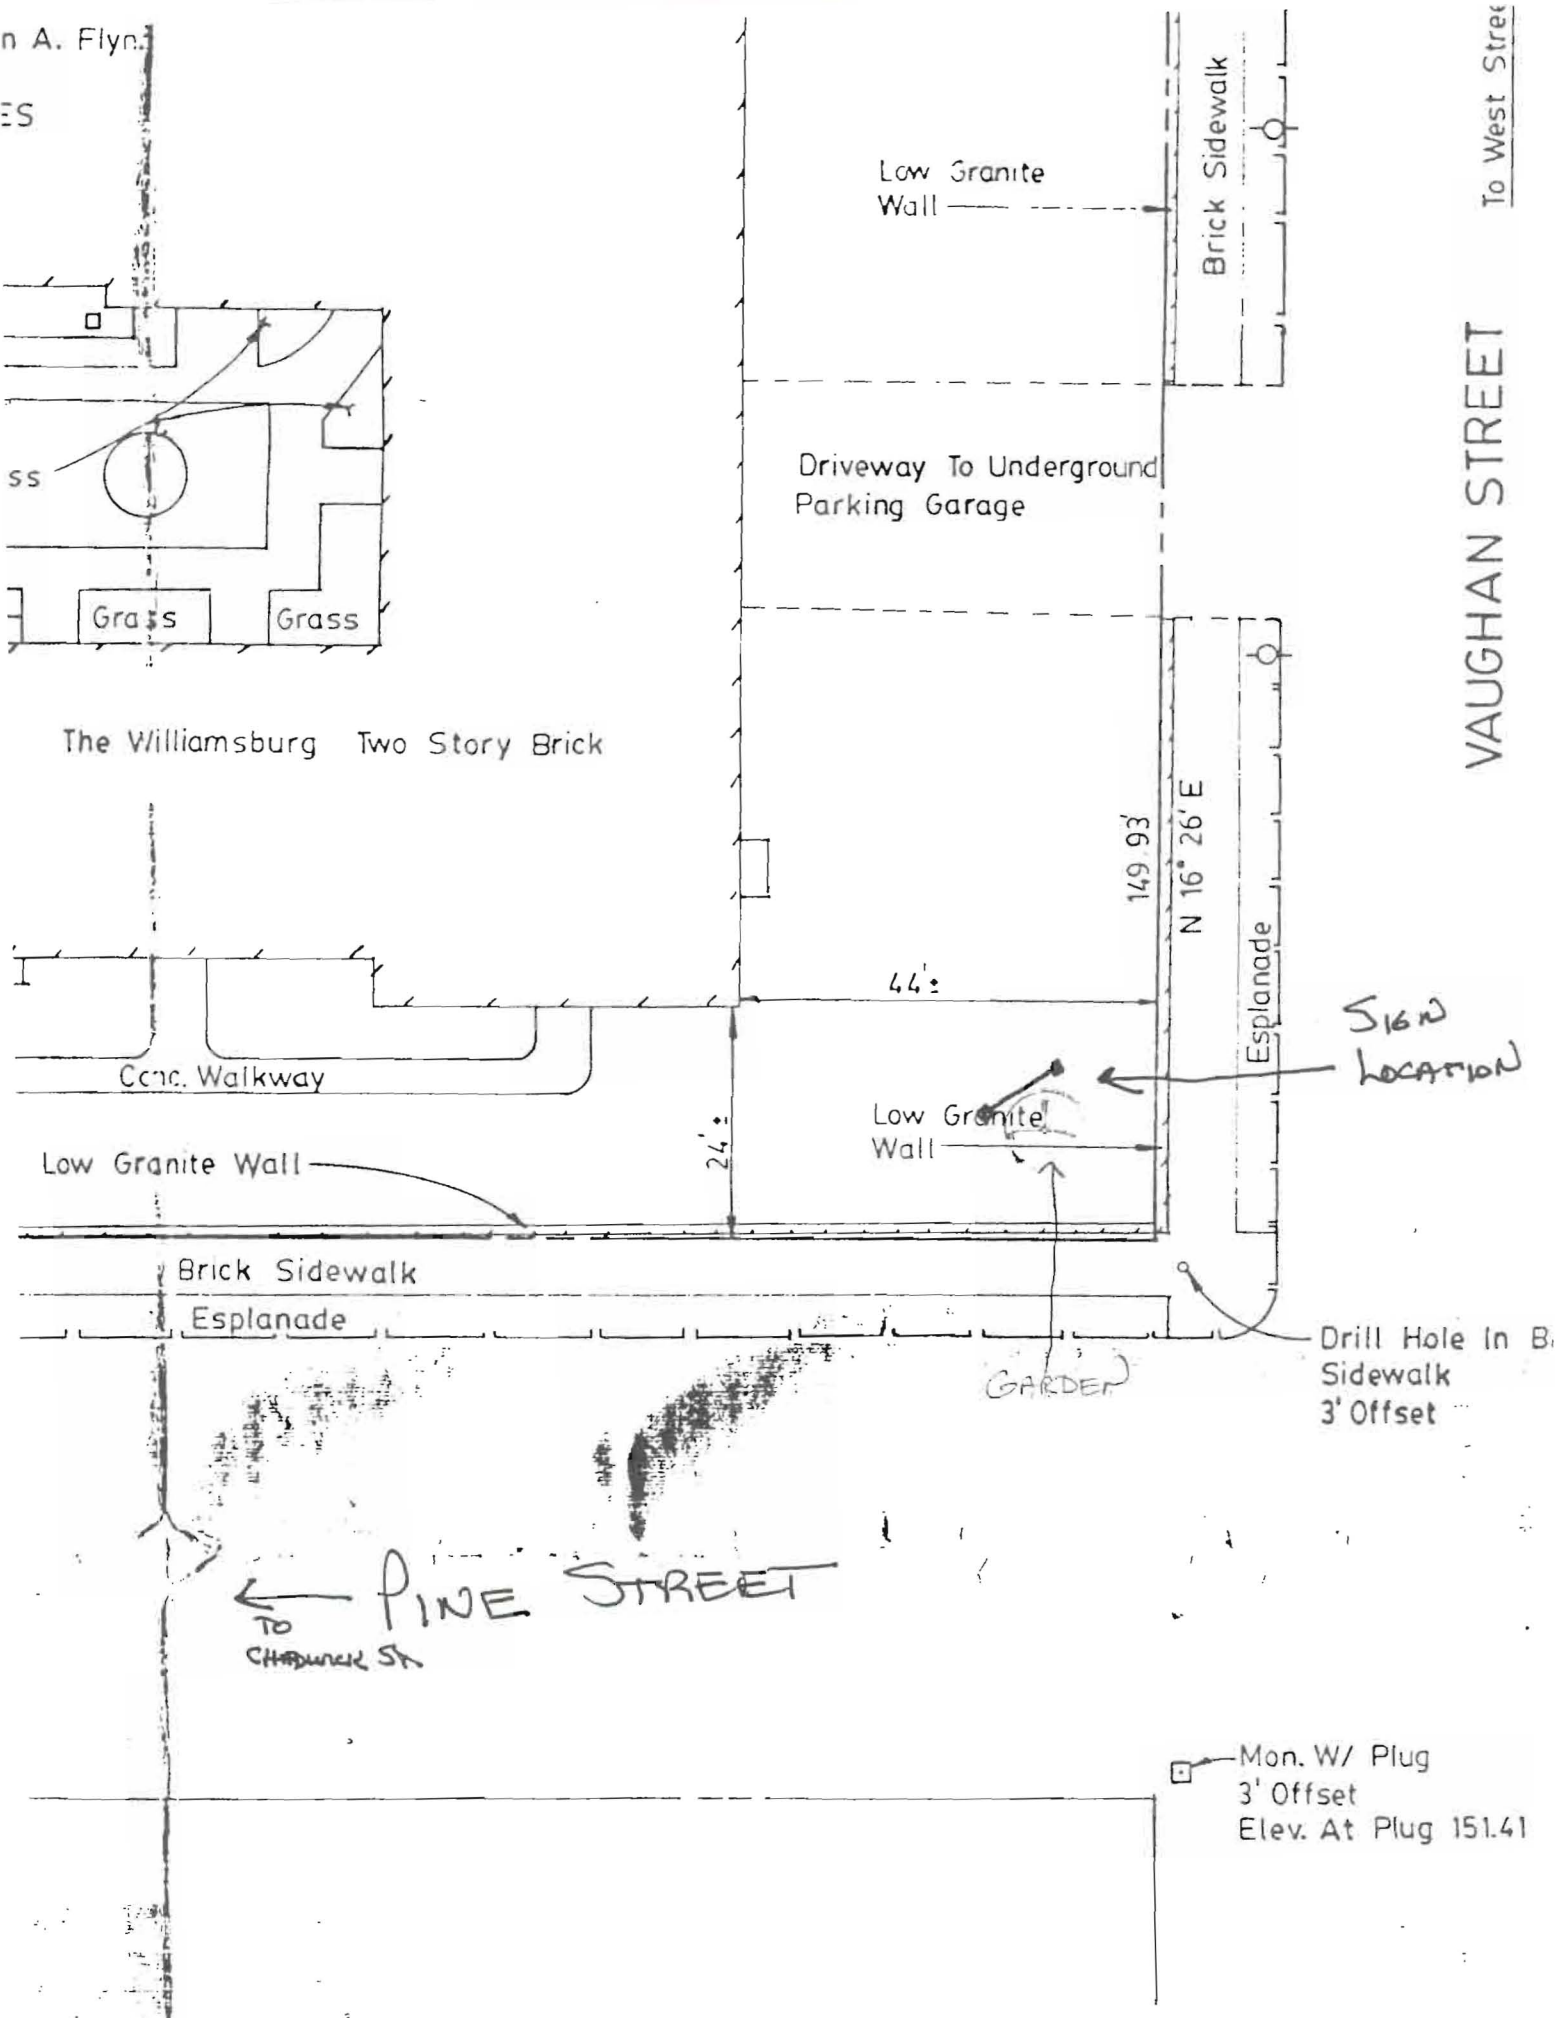 n A. Flyn
ES
To West Stree
Low Granite
Wall
Brick Sidewalk
VAUGHAN STREET
ss
Driveway To Underground
Parking Garage
Grass
Grass
The Williamsburg Two Story Brick
149.93'
N 16° 26' E
44'±
Esplanade
SIGN
LOCATION
Conc. Walkway
24'±
Low Granite
Wall
Low Granite Wall
Brick Sidewalk
Esplanade
GARDEN
Drill Hole In B
Sidewalk
3' Offset
PINE STREET
TO
CHADWICK St.
Mon. W/ Plug
3' Offset
Elev. At Plug 151.41